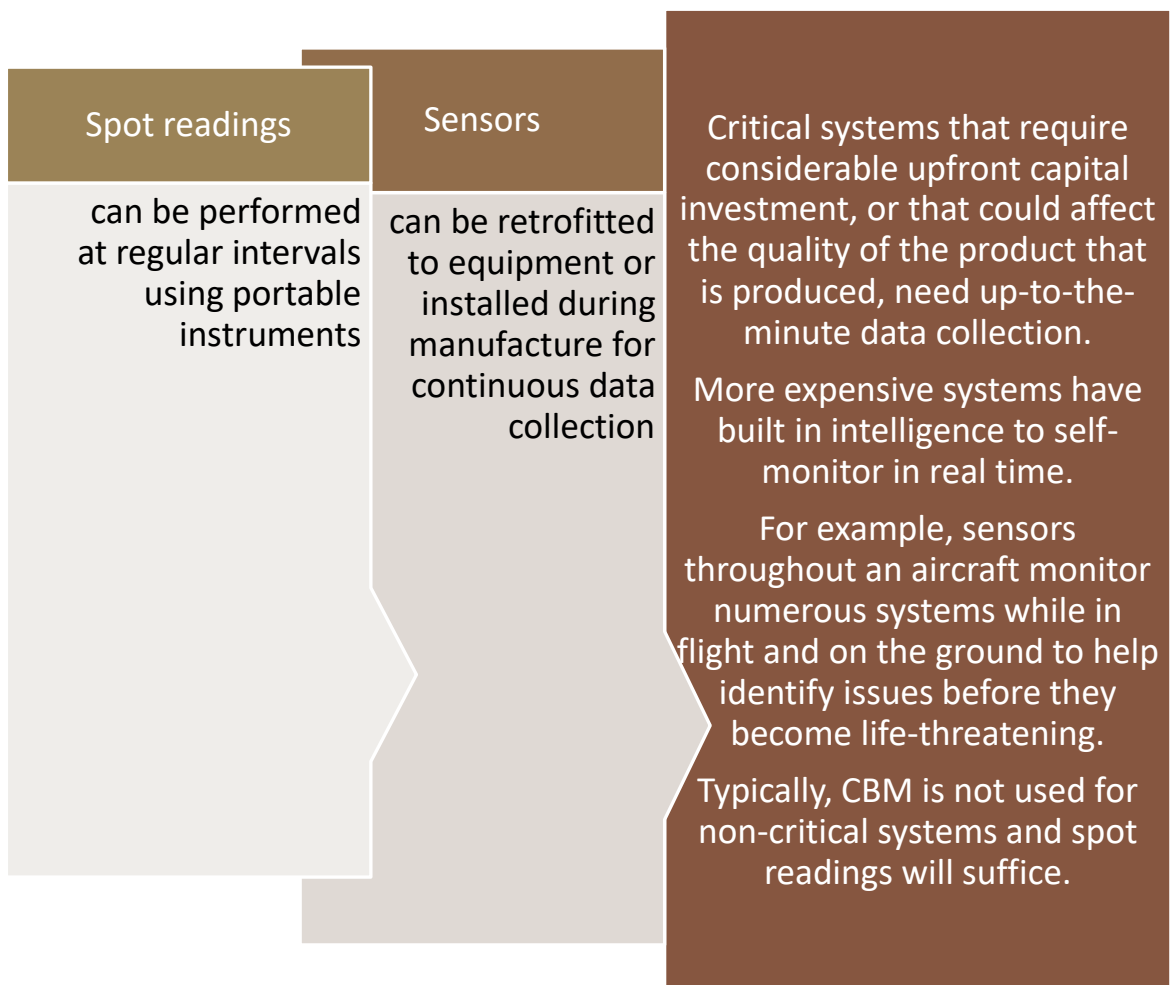 Spot readings
can be performed
at regular intervals
using portable
instruments
Sensors
can be retrofitted
to equipment or
installed during
manufacture for
continuous data
collection
Critical systems that require
considerable upfront capital
investment, or that could affect
the quality of the product that
is produced, need up-to-the-
minute data collection.
More expensive systems have
built in intelligence to self-
monitor in real time.
For example, sensors
throughout an aircraft monitor
numerous systems while in
flight and on the ground to help
identify issues before they
become life-threatening.
Typically, CBM is not used for
non-critical systems and spot
readings will suffice.